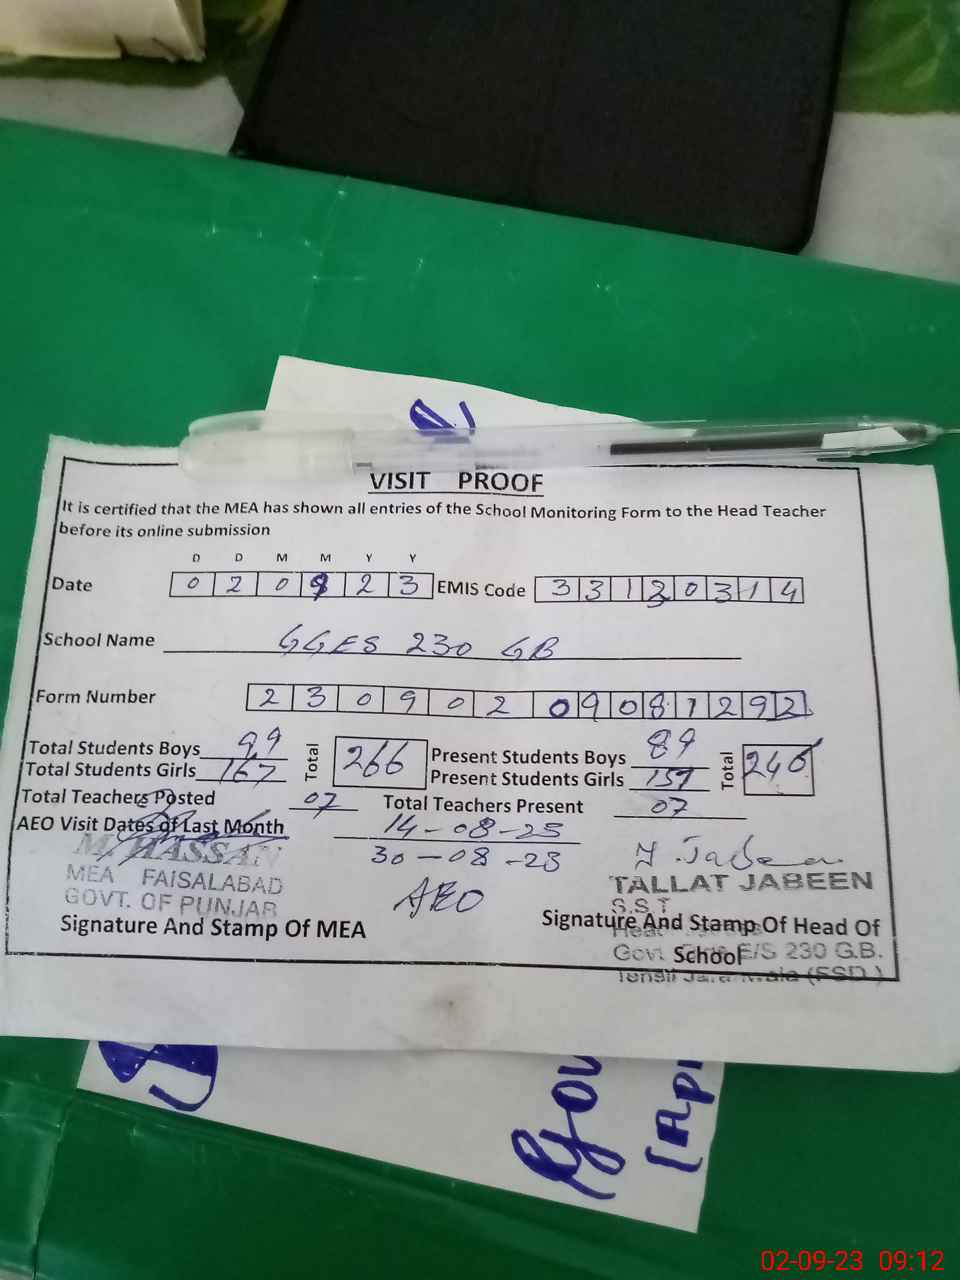 VISIT PROOF
It is certified that the MEA has shown all entries of the School Monitoring Form to the Head Teacher
before its online submission
D D M M Y Y
Date 0 2 0 9 2 3 EMIS Code 3 3 1 3 0 3 1 4
School Name GGES 230 GB
Form Number 2 3 0 9 0 2 0 9 0 8 1 2 9 2
Total Students Boys 99 Total 266 Present Students Boys 89 Total 246
Total Students Girls 167 Present Students Girls 157
Total Teachers Posted 07 Total Teachers Present 07
AEO Visit Dates of Last Month 14-08-23
30-08-23
AEO
M. HASSAN
MEA FAISALABAD
GOVT. OF PUNJAB
Signature And Stamp Of MEA
T. Jabeen
TALLAT JABEEN
S.S.T
Signature And Stamp Of Head Of
School
Govt. E/S 230 G.B.
Tehsil Jaranwala (FSD.)
02-09-23 09:12